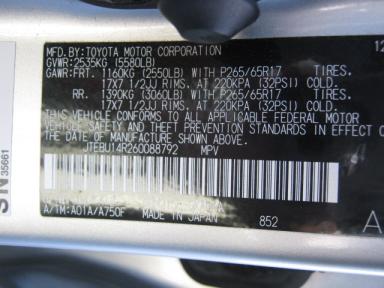 12
MFD.BY:TOYOTA MOTOR CORPORATION
GVWR:2535KG (5580LB)
GAWR:FRT. 1160KG (2550LB) WITH P265/65R17 TIRES.
17X7 1/2JJ RIMS. AT 220KPA (32PSI) COLD.
RR. 1390KG (3060LB) WITH P265/65R17 TIRES,
17X7 1/2JJ RIMS, AT 220KPA (32PSI) COLD.
THIS VEHICLE CONFORMS TO ALL APPLICABLE FEDERAL MOTOR
SAFETY AND THEFT PREVENTION STANDARDS IN EFFECT
DATE OF MANUFACTURE SHOWN ABOVE.
JTEBU14R260088792 MPV
A/TM:A01A/A750F MADE IN JAPAN 852
A
SN
35661